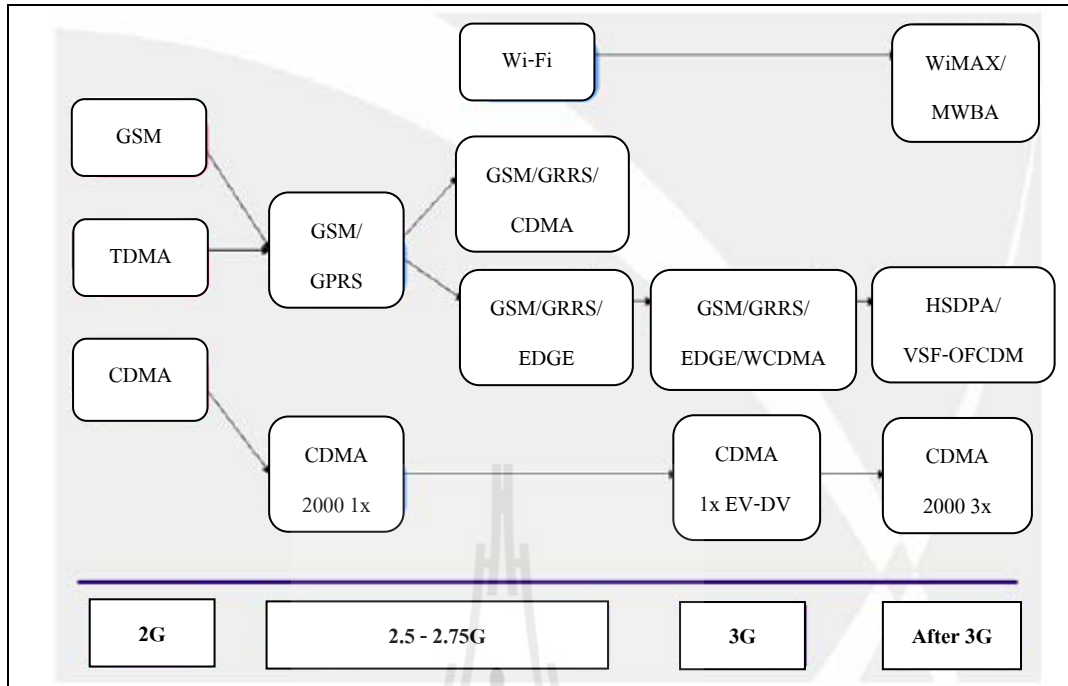 Wi-Fi
WiMAX/
MWBA
GSM
GSM/GRRS/
CDMA
TDMA
GSM/
GPRS
GSM/GRRS/
EDGE
GSM/GRRS/
EDGE/WCDMA
HSDPA/
VSF-OFCDM
CDMA
CDMA
2000 1x
CDMA
1x EV-DV
CDMA
2000 3x
2G
2.5 - 2.75G
3G
After 3G